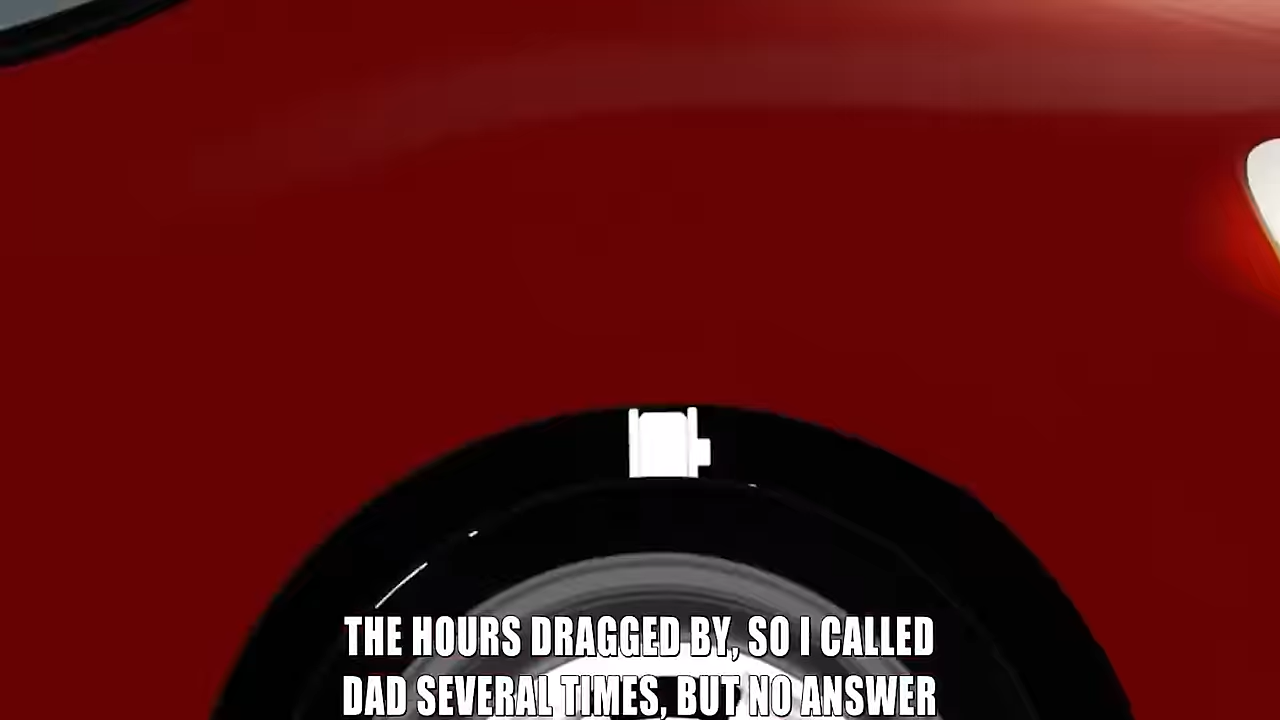 THE HOURS DRAGGED BY, SO I CALLED
DAD SEVERAL TIMES, BUT NO ANSWER